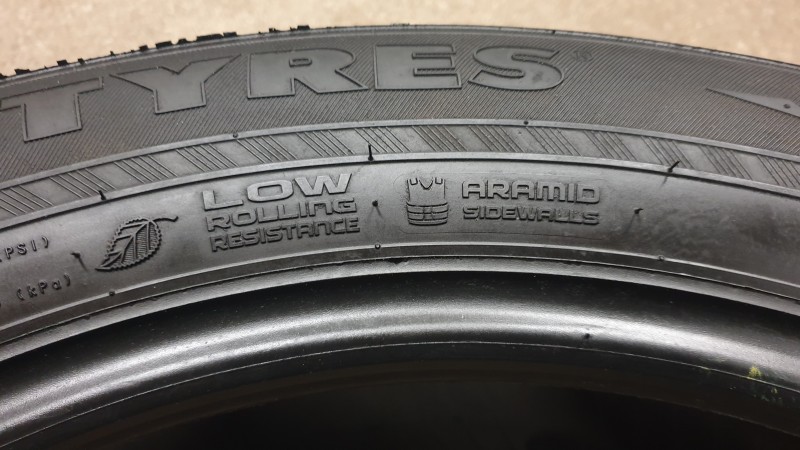 TYRES®
LOW
ROLLING
RESISTANCE
ARAMID
SIDEWALLS
PSI)
(kPa)